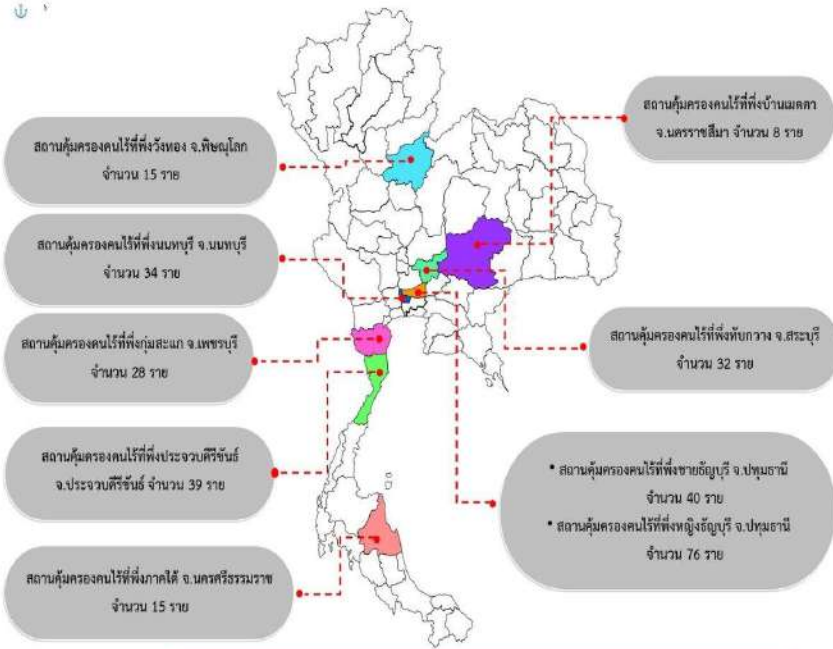 สถานคุ้มครองคนไร้ที่พึ่งบ้านเมตตา
จ.นครราชสีมา จำนวน 8 ราย
สถานคุ้มครองคนไร้ที่พึ่งวังทอง จ.พิษณุโลก
จำนวน 15 ราย
สถานคุ้มครองคนไร้ที่พึ่งนนทบุรี จ.นนทบุรี
จำนวน 34 ราย
สถานคุ้มครองคนไร้ที่พึ่งทับกวาง จ.สระบุรี
จำนวน 32 ราย
สถานคุ้มครองคนไร้ที่พึ่งกุ่มสะแก จ.เพชรบุรี
จำนวน 28 ราย
สถานคุ้มครองคนไร้ที่พึ่งประจวบคีรีขันธ์
จ.ประจวบคีรีขันธ์ จำนวน 39 ราย
* สถานคุ้มครองคนไร้ที่พึ่งชายธัญบุรี จ.ปทุมธานี
จำนวน 40 ราย
* สถานคุ้มครองคนไร้ที่พึ่งหญิงธัญบุรี จ.ปทุมธานี
จำนวน 76 ราย
สถานคุ้มครองคนไร้ที่พึ่งภาคใต้ จ.นครศรีธรรมราช
จำนวน 15 ราย